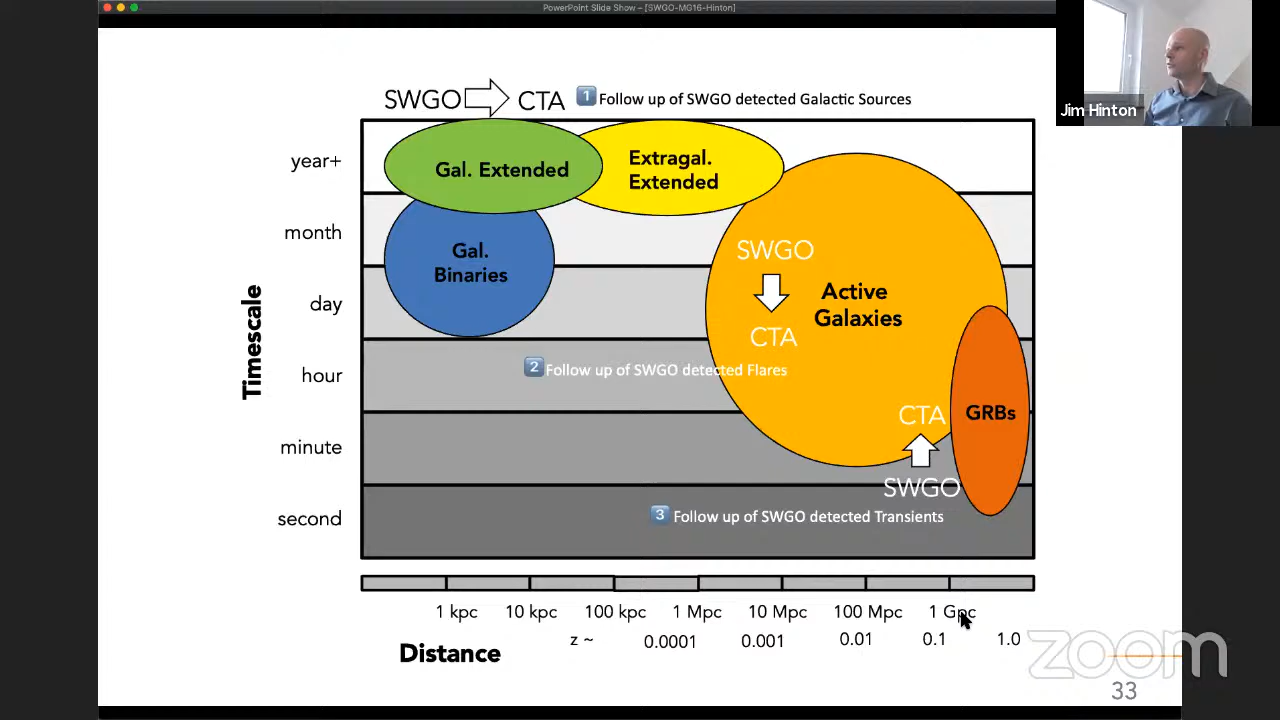 PowerPoint Slide Show – [SWGO-MG16-Hinton]
Jim Hinton
SWGO CTA 1 Follow up of SWGO detected Galactic Sources
year+
month
day
hour
minute
second
Timescale
Gal. Extended
Extragal.
Extended
Gal.
Binaries
SWGO
CTA
Active
Galaxies
2 Follow up of SWGO detected Flares
CTA
GRBs
SWGO
3 Follow up of SWGO detected Transients
1 kpc 10 kpc 100 kpc 1 Mpc 10 Mpc 100 Mpc 1 Gpc
z ~ 0.0001 0.001 0.01 0.1 1.0
Distance
zoom
33